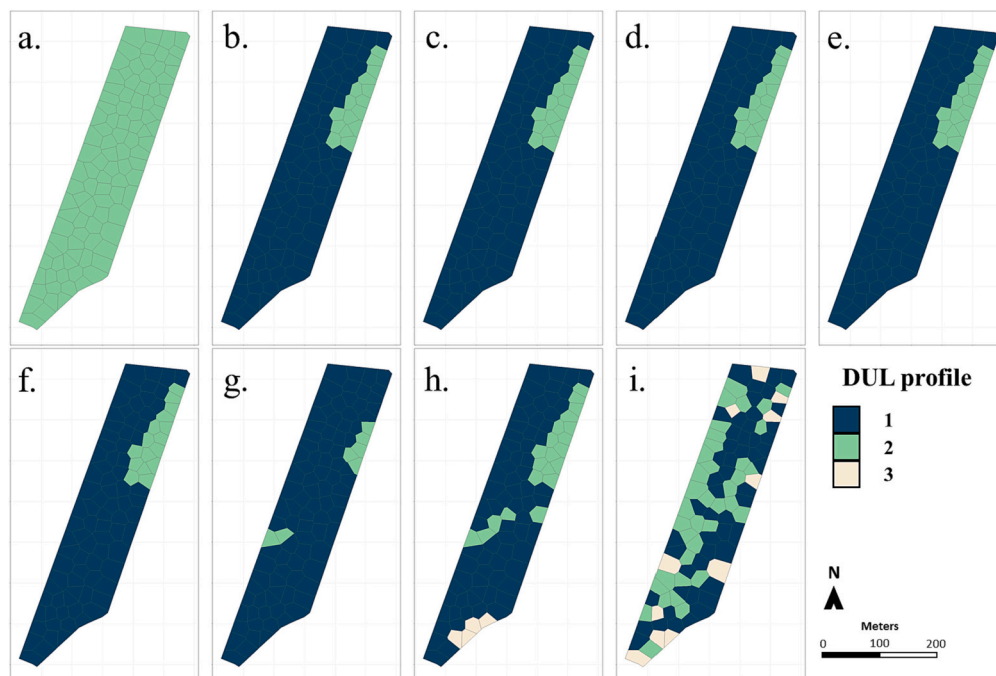 a.
b.
c.
d.
e.
f.
g.
h.
i.
DUL profile
1
2
3
N
Meters
0 100 200